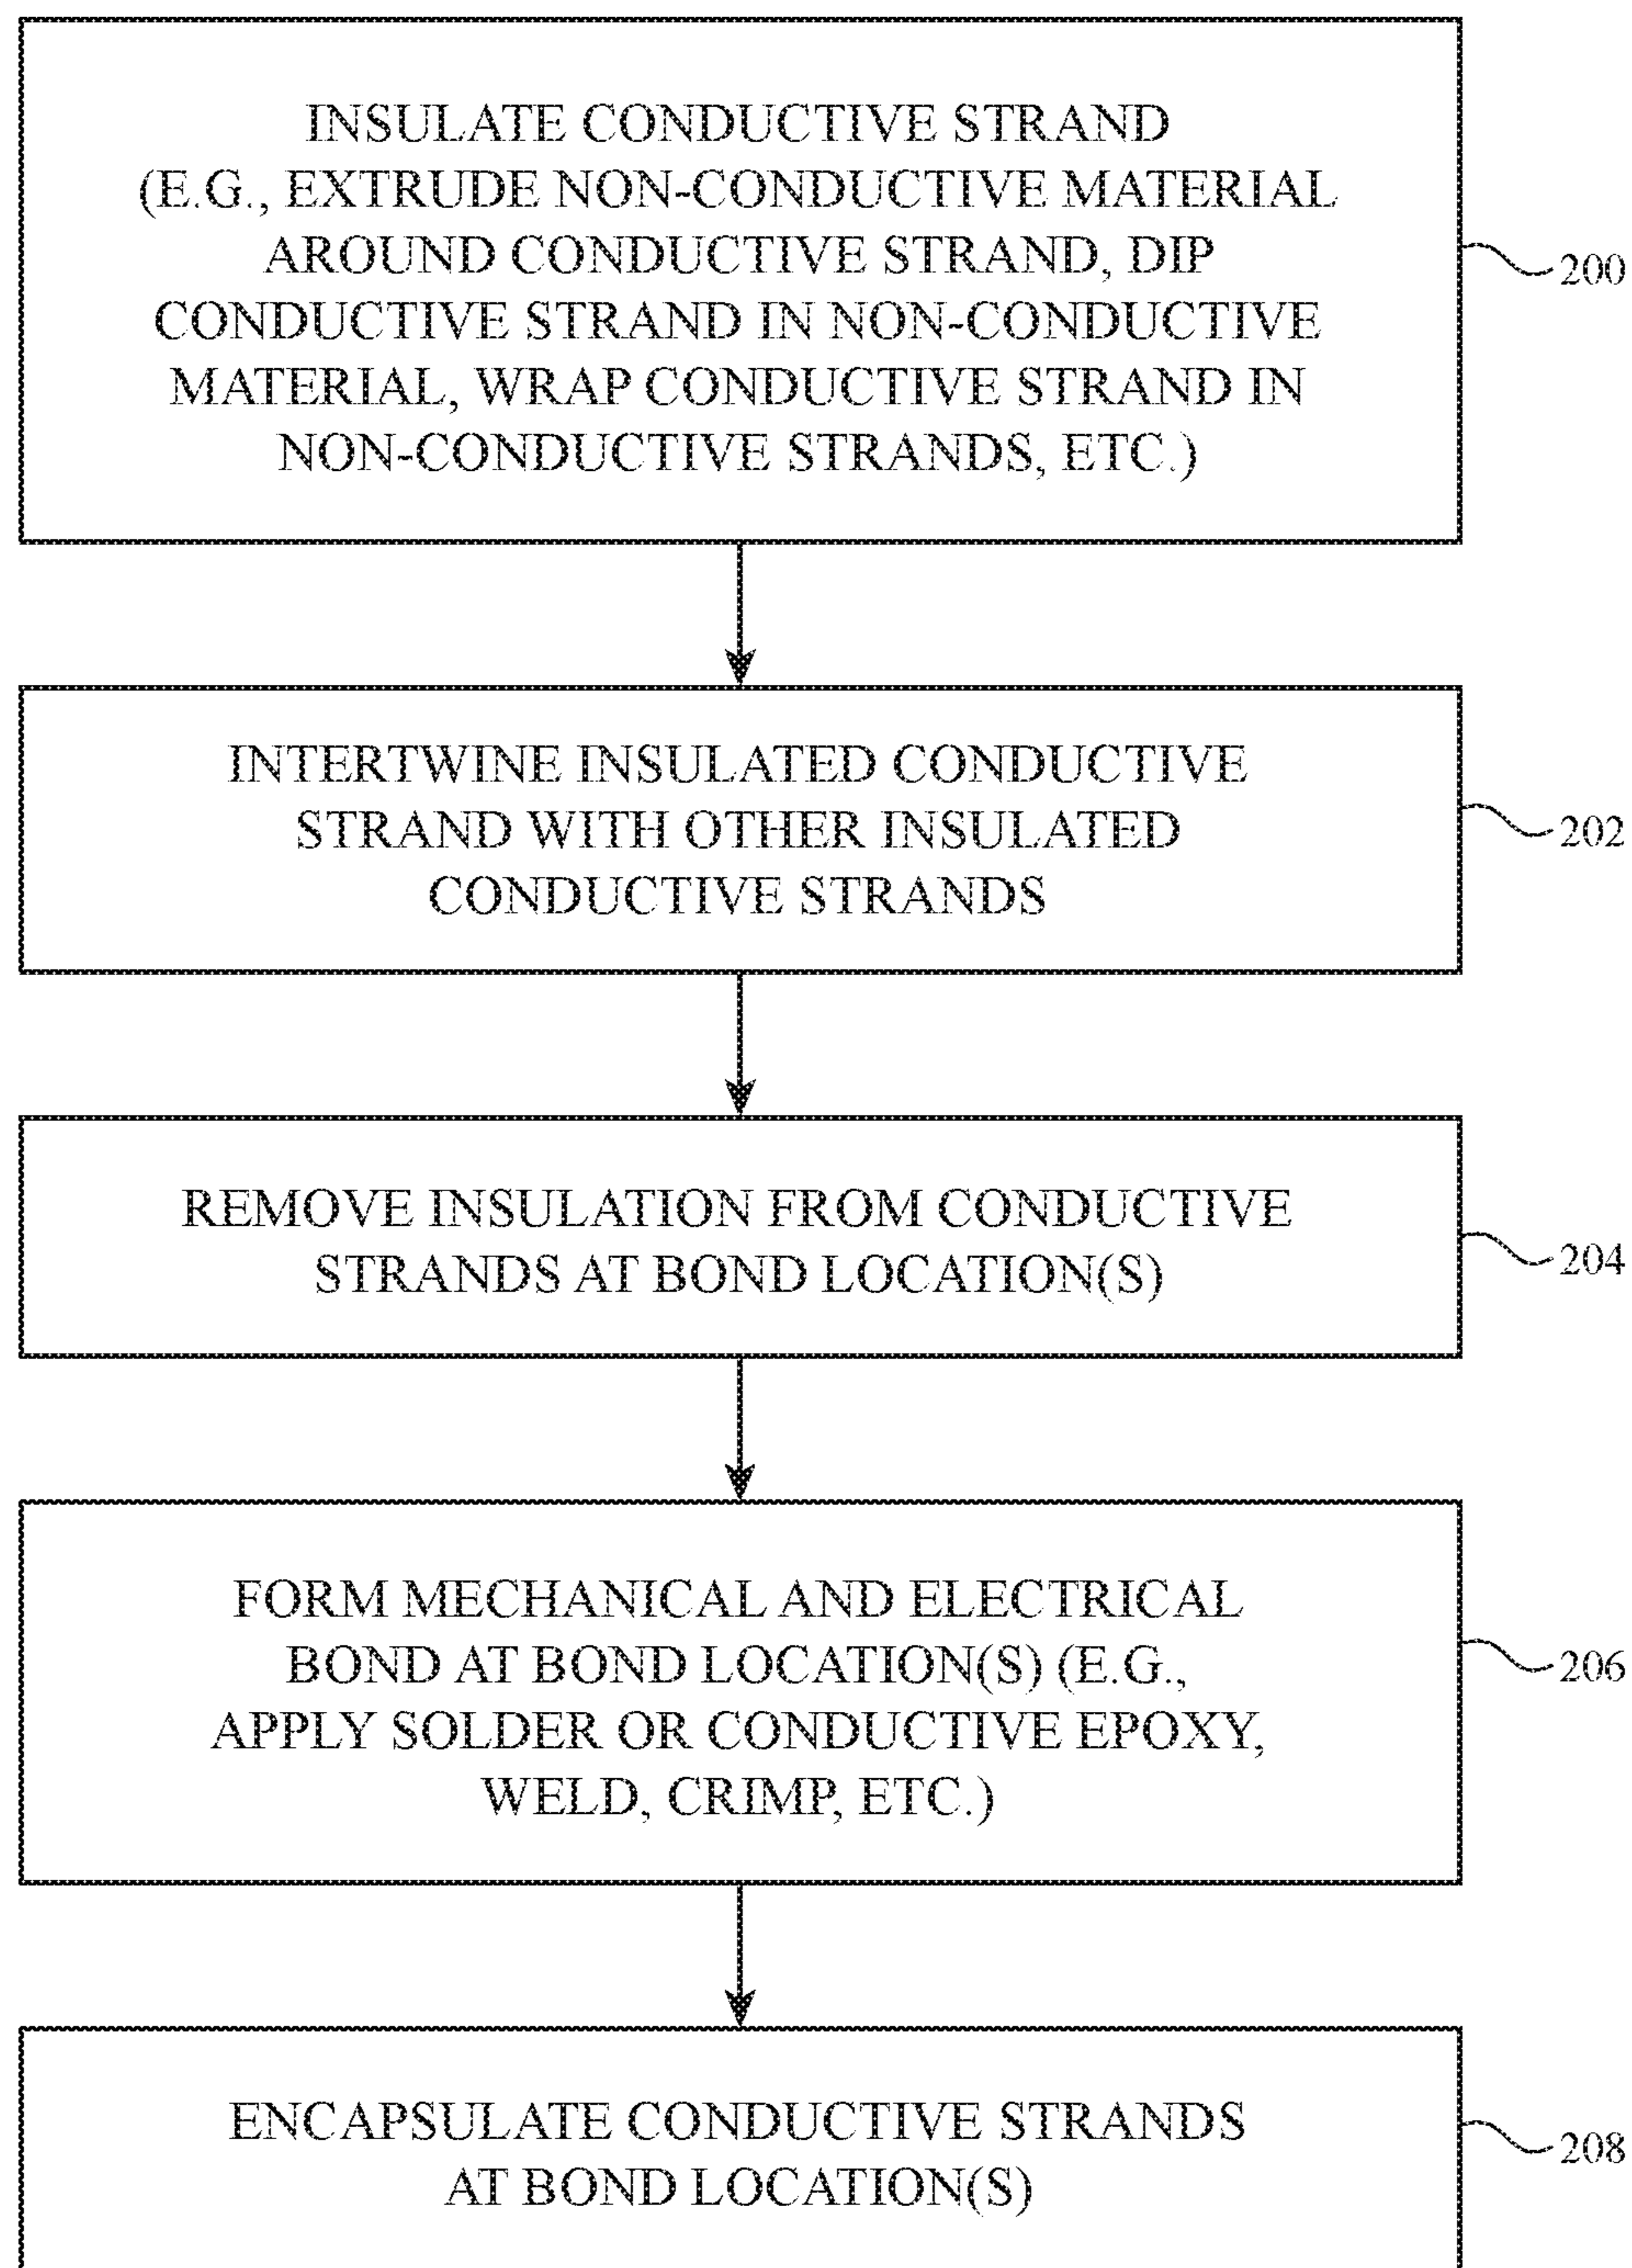 INSULATE CONDUCTIVE STRAND
(E.G., EXTRUDE NON-CONDUCTIVE MATERIAL
AROUND CONDUCTIVE STRAND, DIP
CONDUCTIVE STRAND IN NON-CONDUCTIVE
MATERIAL, WRAP CONDUCTIVE STRAND IN
NON-CONDUCTIVE STRANDS, ETC.)
200
INTERTWINE INSULATED CONDUCTIVE
STRAND WITH OTHER INSULATED
CONDUCTIVE STRANDS
202
REMOVE INSULATION FROM CONDUCTIVE
STRANDS AT BOND LOCATION(S)
204
FORM MECHANICAL AND ELECTRICAL
BOND AT BOND LOCATION(S) (E.G.,
APPLY SOLDER OR CONDUCTIVE EPOXY,
WELD, CRIMP, ETC.)
206
ENCAPSULATE CONDUCTIVE STRANDS
AT BOND LOCATION(S)
208